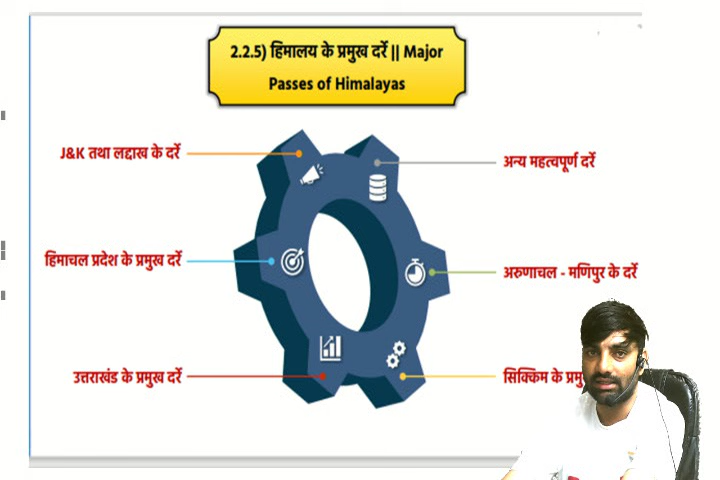 2.2.5) हिमालय के प्रमुख दर्रे || Major
Passes of Himalayas
J&K तथा लद्दाख के दर्रे
अन्य महत्वपूर्ण दर्रे
हिमाचल प्रदेश के प्रमुख दर्रे
अरुणाचल - मणिपुर के दर्रे
उत्तराखंड के प्रमुख दर्रे
सिक्किम के